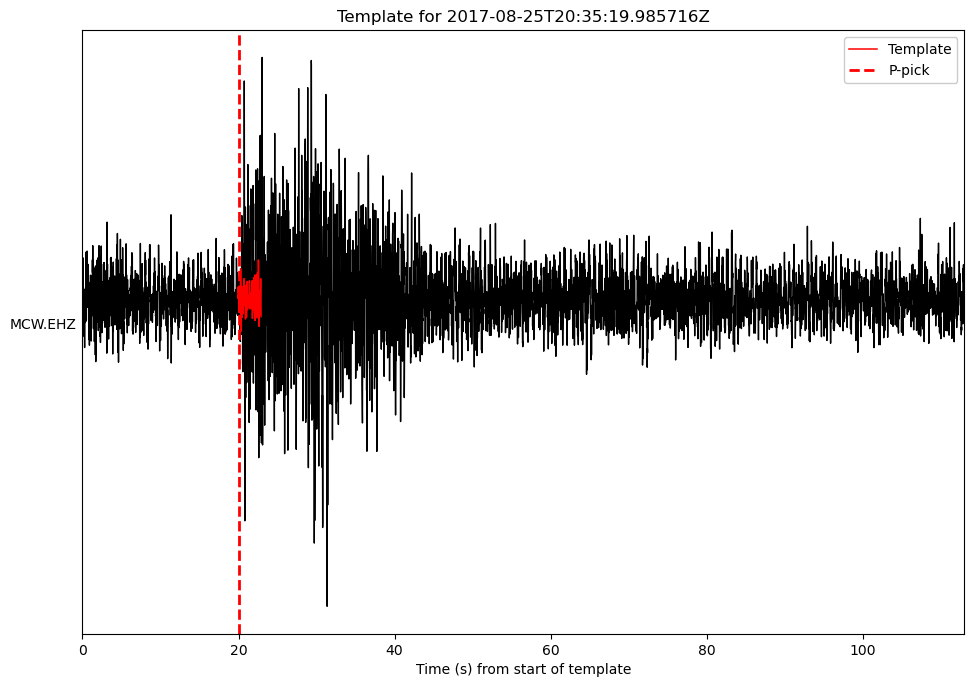 Template for 2017-08-25T20:35:19.985716Z
Template
P-pick
MCW.EHZ
0 20 40 60 80 100
Time (s) from start of template